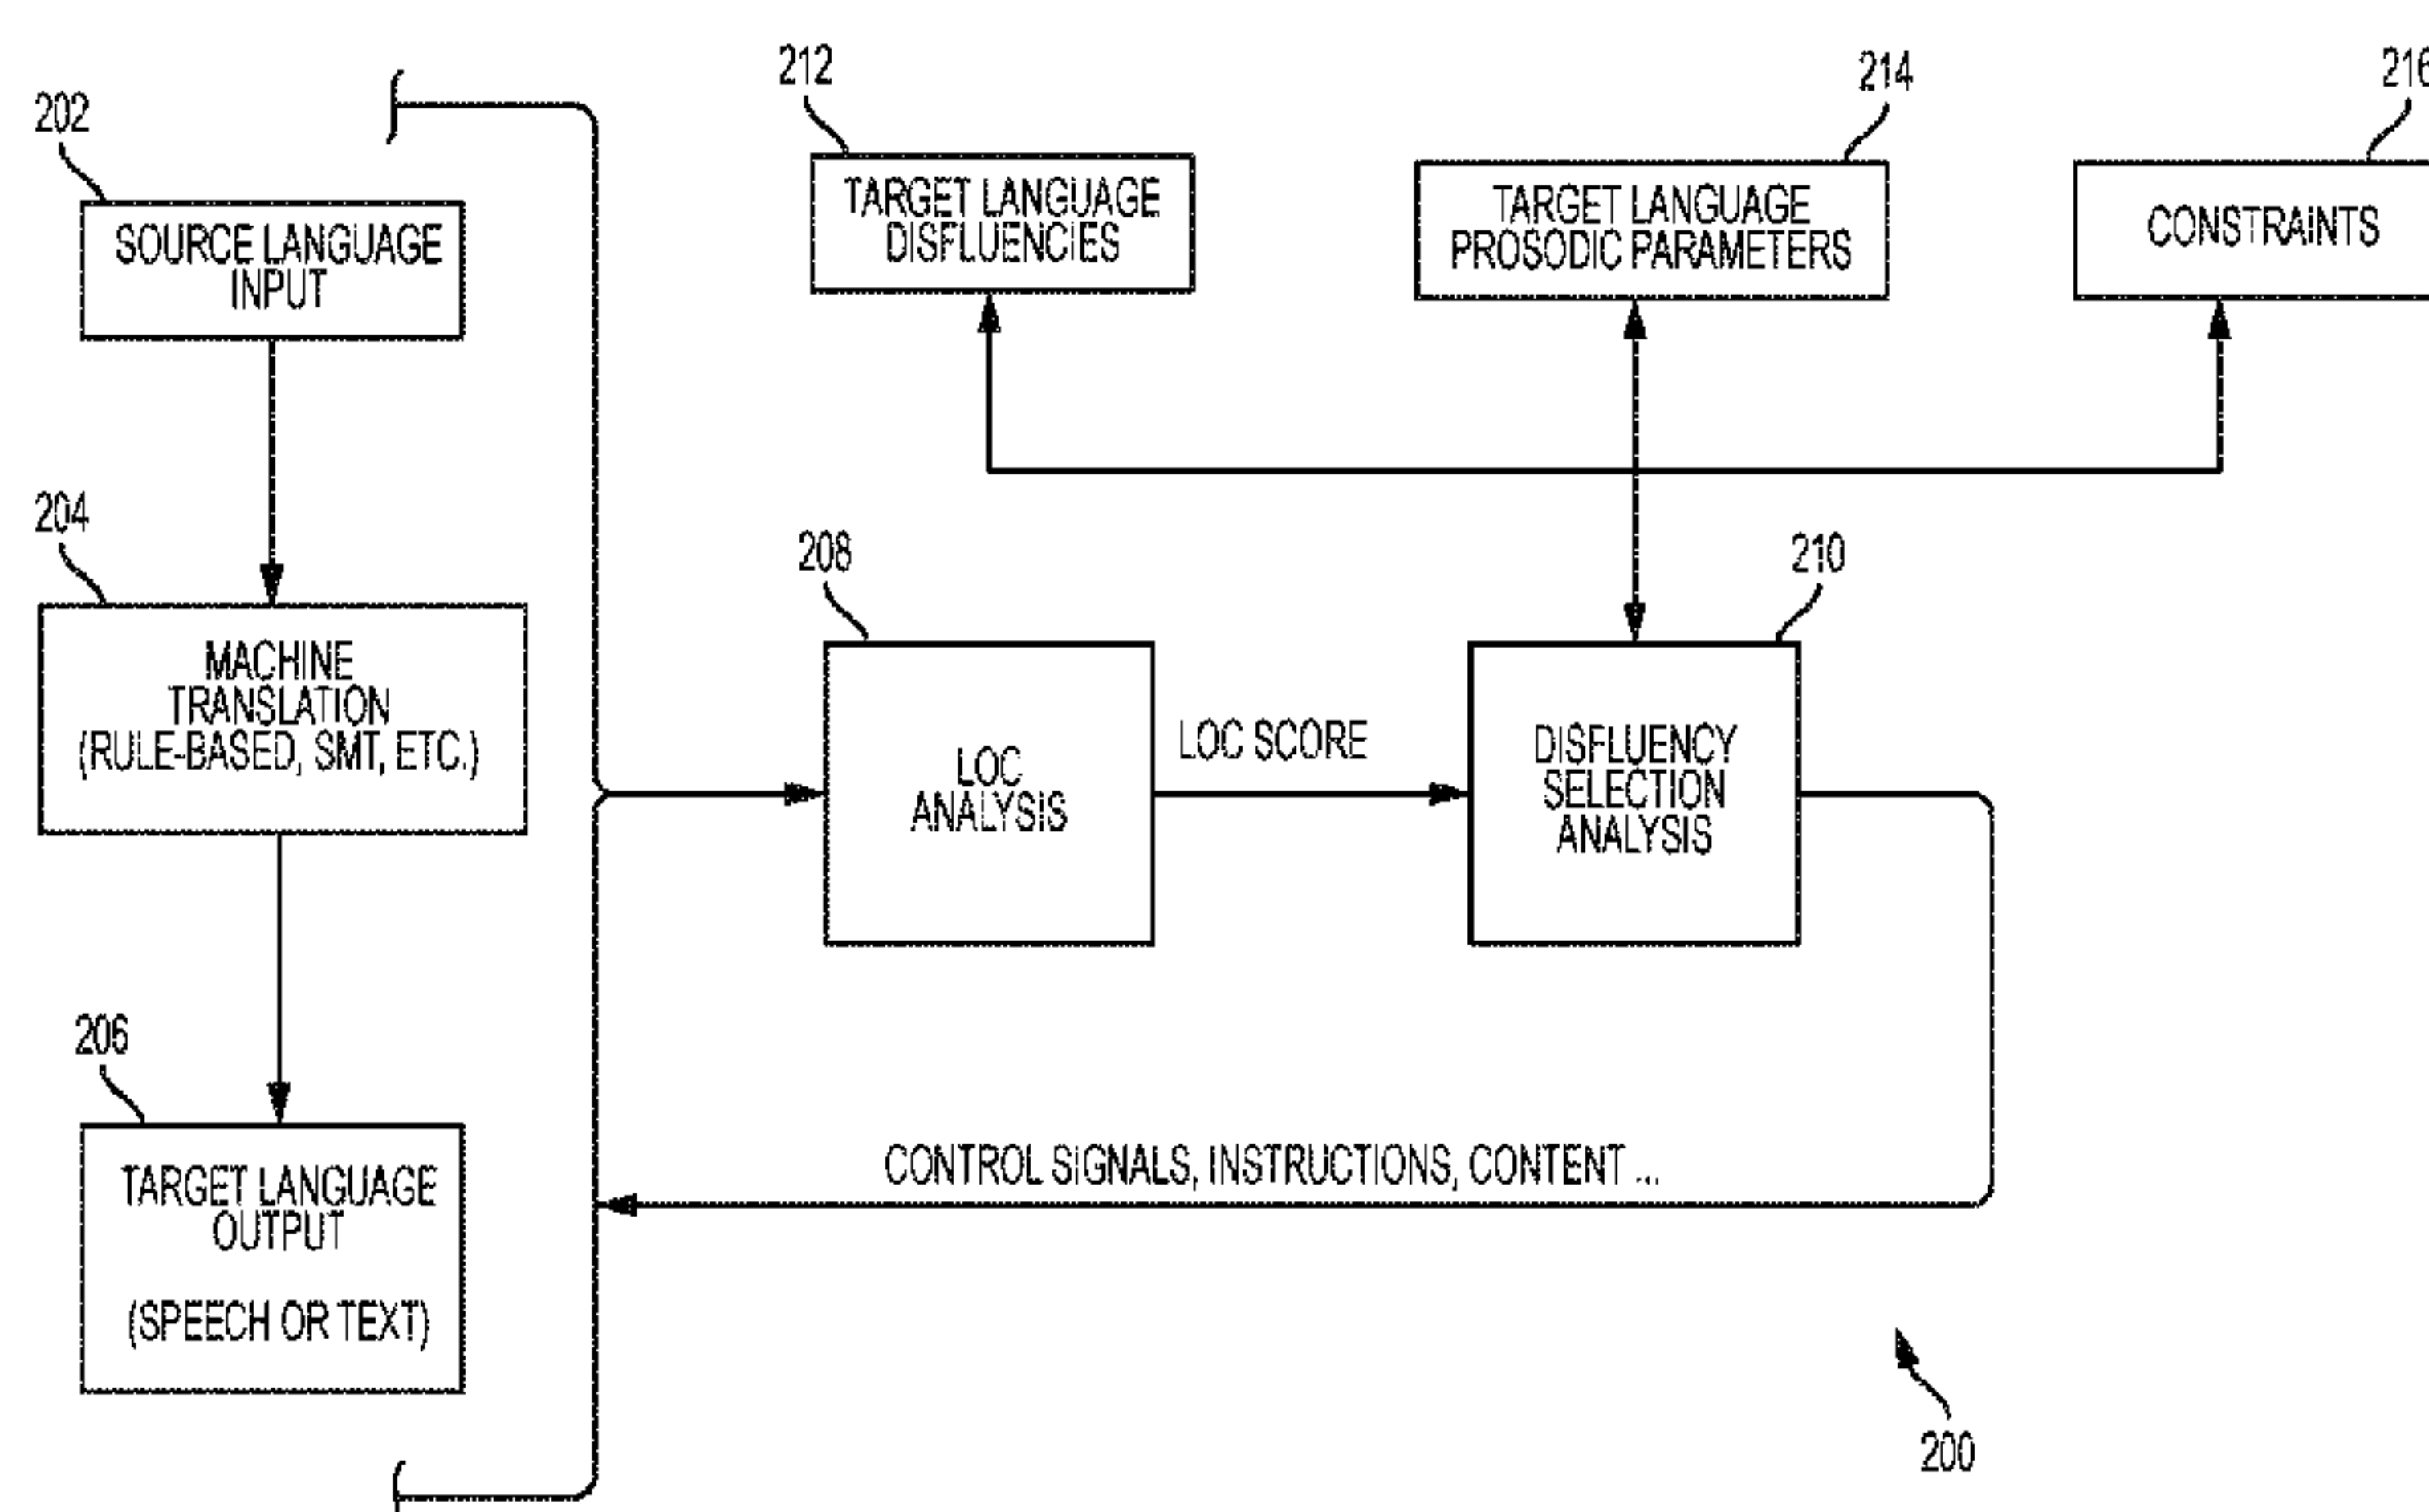 212
214
216
202
TARGET LANGUAGE
DISFLUENCIES
TARGET LANGUAGE
PROSODIC PARAMETERS
CONSTRAINTS
SOURCE LANGUAGE
INPUT
204
208
210
MACHINE
TRANSLATION
(RULE-BASED, SMT, ETC.)
LOC
ANALYSIS
LOC SCORE
DISFLUENCY
SELECTION
ANALYSIS
206
TARGET LANGUAGE
OUTPUT
(SPEECH OR TEXT)
CONTROL SIGNALS, INSTRUCTIONS, CONTENT ...
200